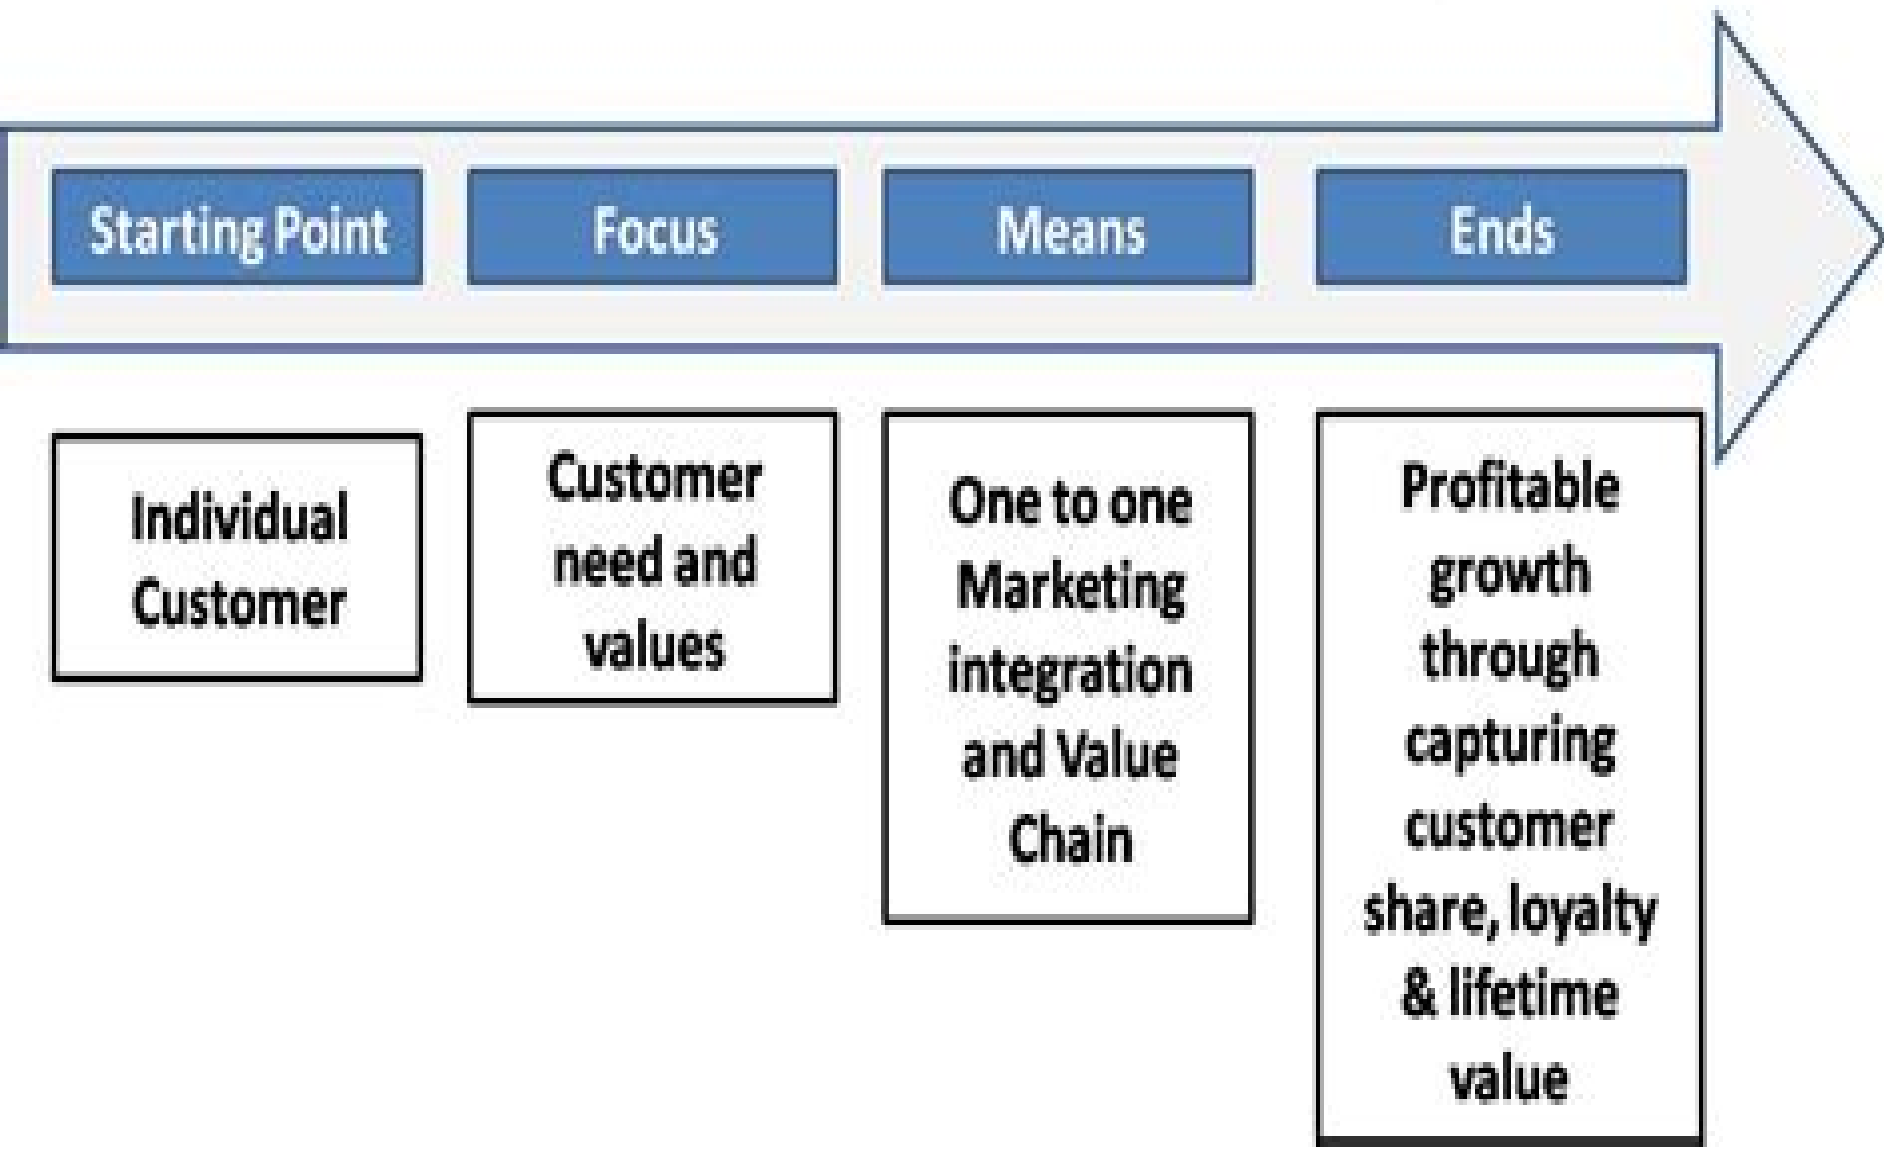 Starting Point
Focus
Means
Ends
Individual
Customer
Customer
need and
values
One to one
Marketing
integration
and Value
Chain
Profitable
growth
through
capturing
customer
share, loyalty
& lifetime
value